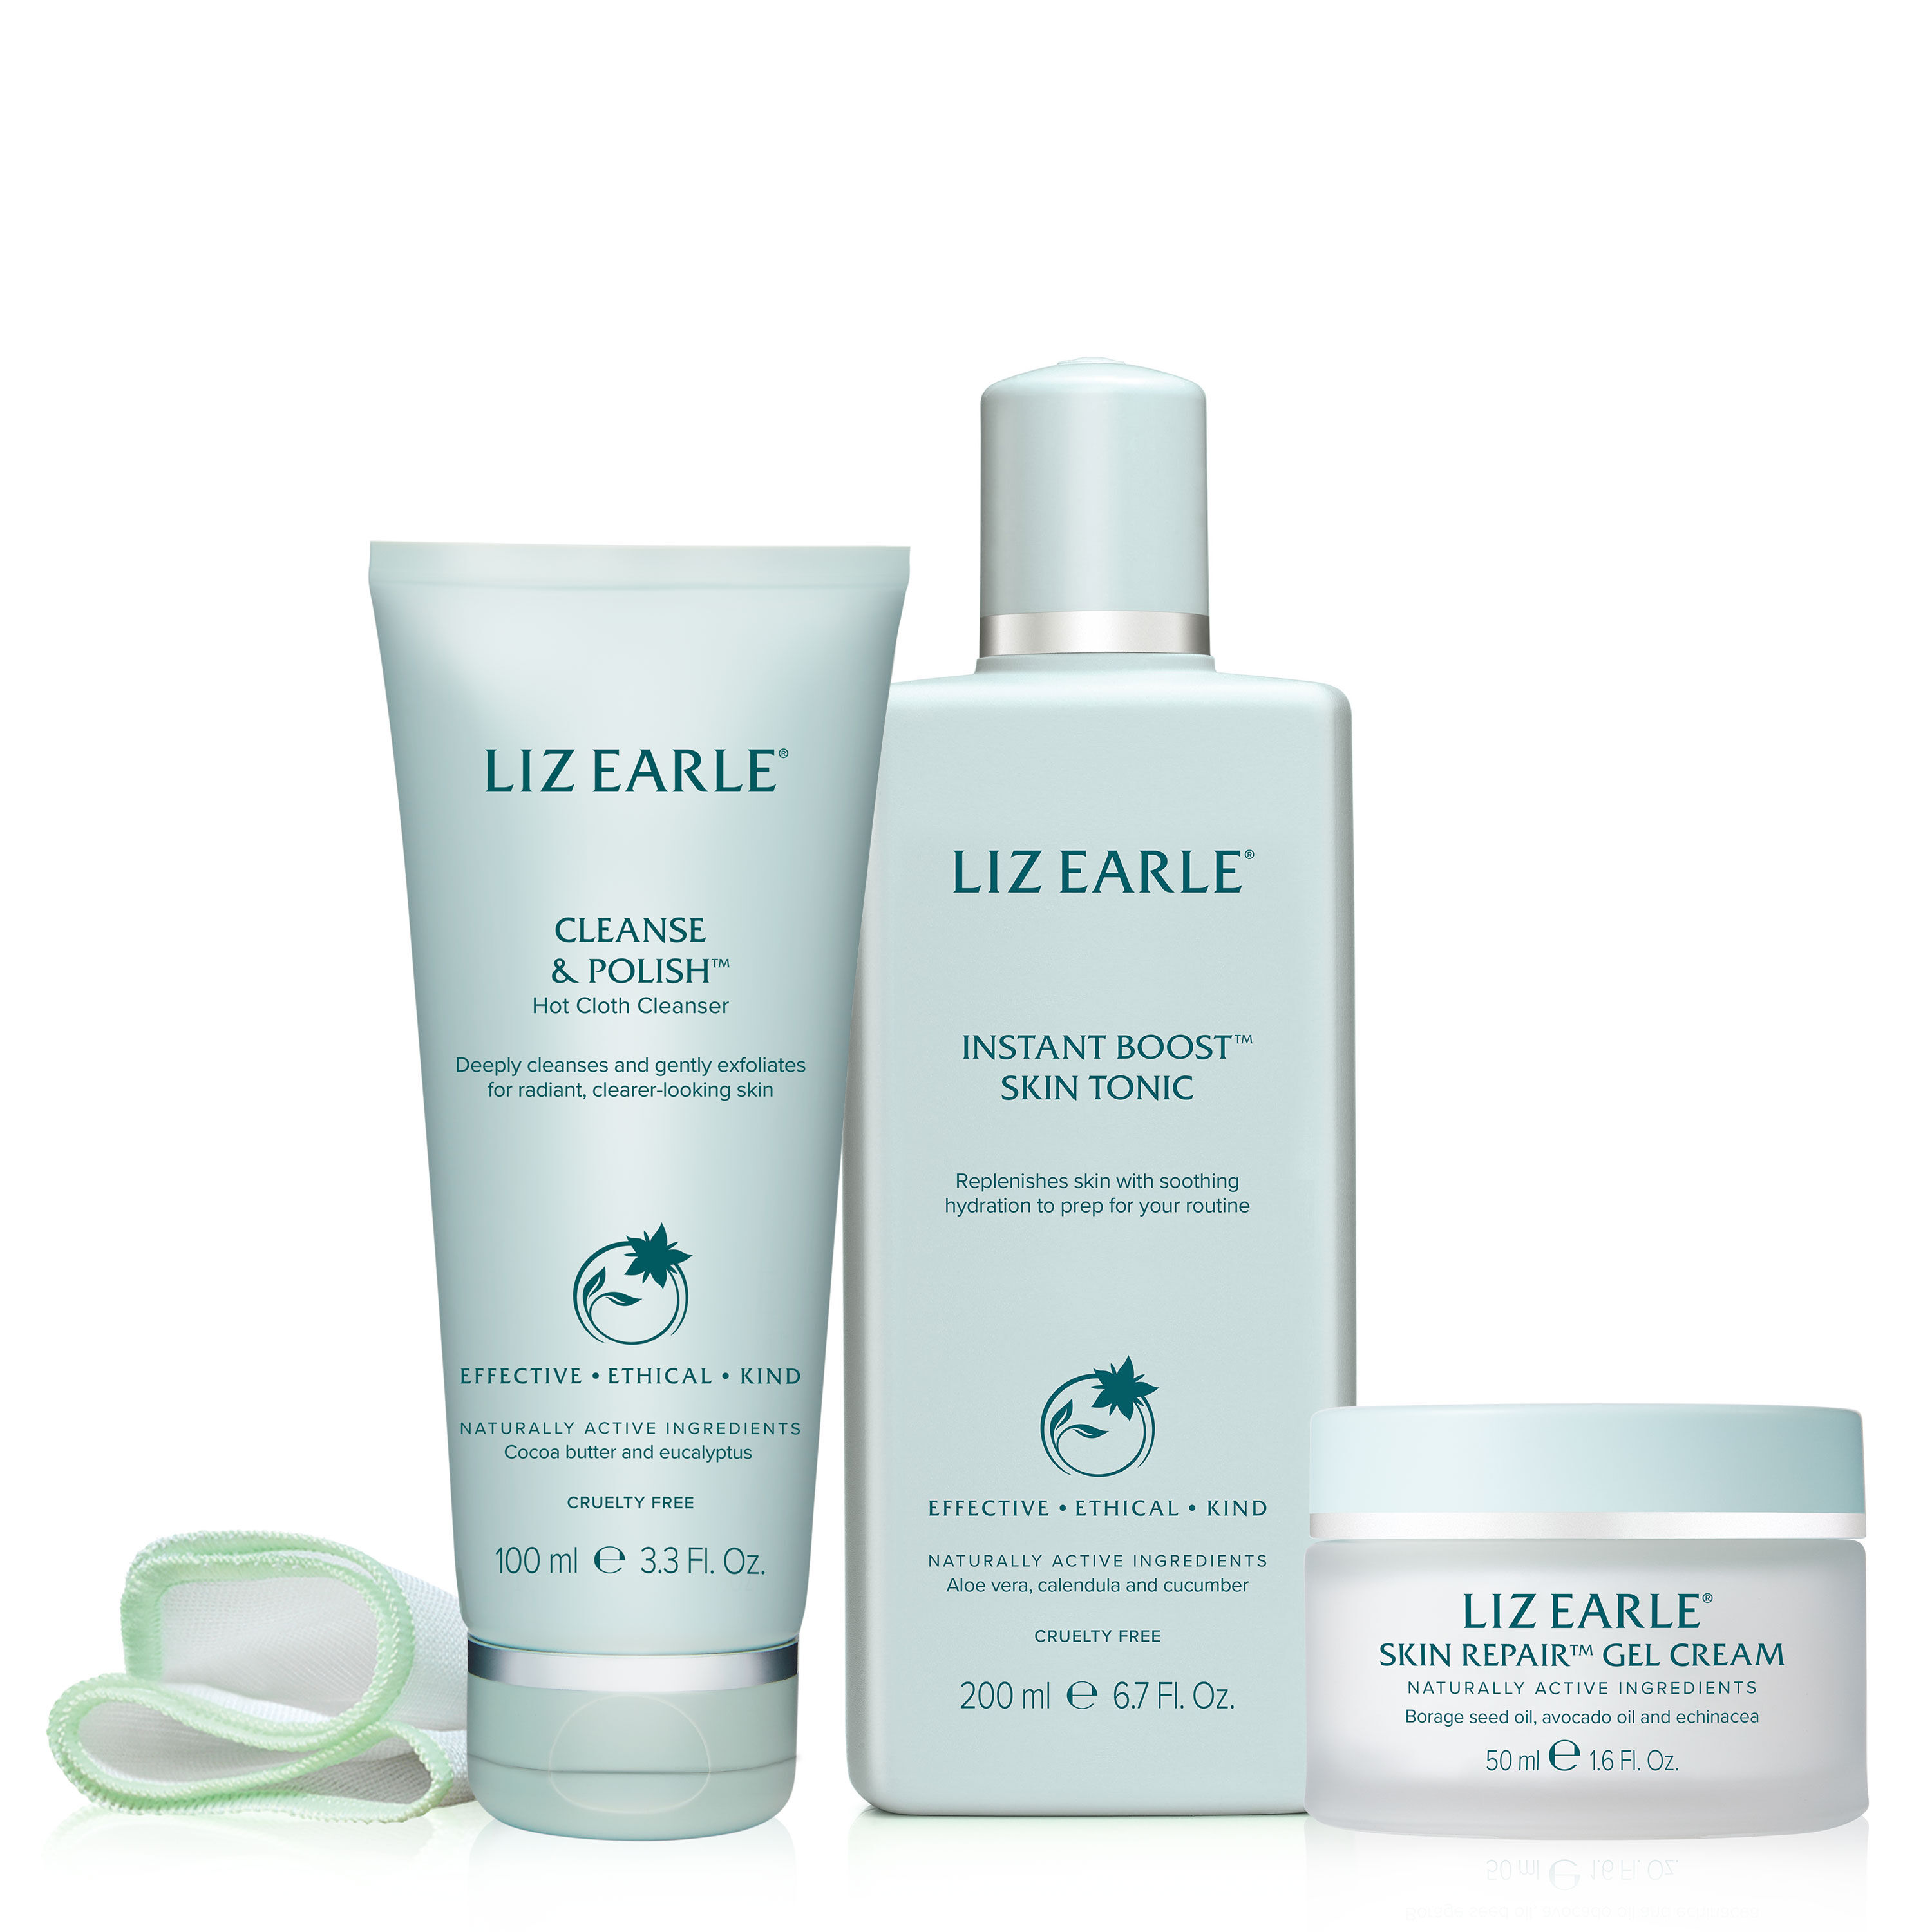 LIZ EARLE®
CLEANSE
& POLISH™
Hot Cloth Cleanser
Deeply cleanses and gently exfoliates
for radiant, clearer-looking skin
EFFECTIVE • ETHICAL • KIND
NATURALLY ACTIVE INGREDIENTS
Cocoa butter and eucalyptus
CRUELTY FREE
100 ml ℮ 3.3 Fl. Oz.
LIZ EARLE®
INSTANT BOOST™
SKIN TONIC
Replenishes skin with soothing
hydration to prep for your routine
EFFECTIVE • ETHICAL • KIND
NATURALLY ACTIVE INGREDIENTS
Aloe vera, calendula and cucumber
CRUELTY FREE
200 ml ℮ 6.7 Fl. Oz.
LIZ EARLE®
SKIN REPAIR™ GEL CREAM
NATURALLY ACTIVE INGREDIENTS
Borage seed oil, avocado oil and echinacea
50 ml ℮ 1.6 Fl. Oz.